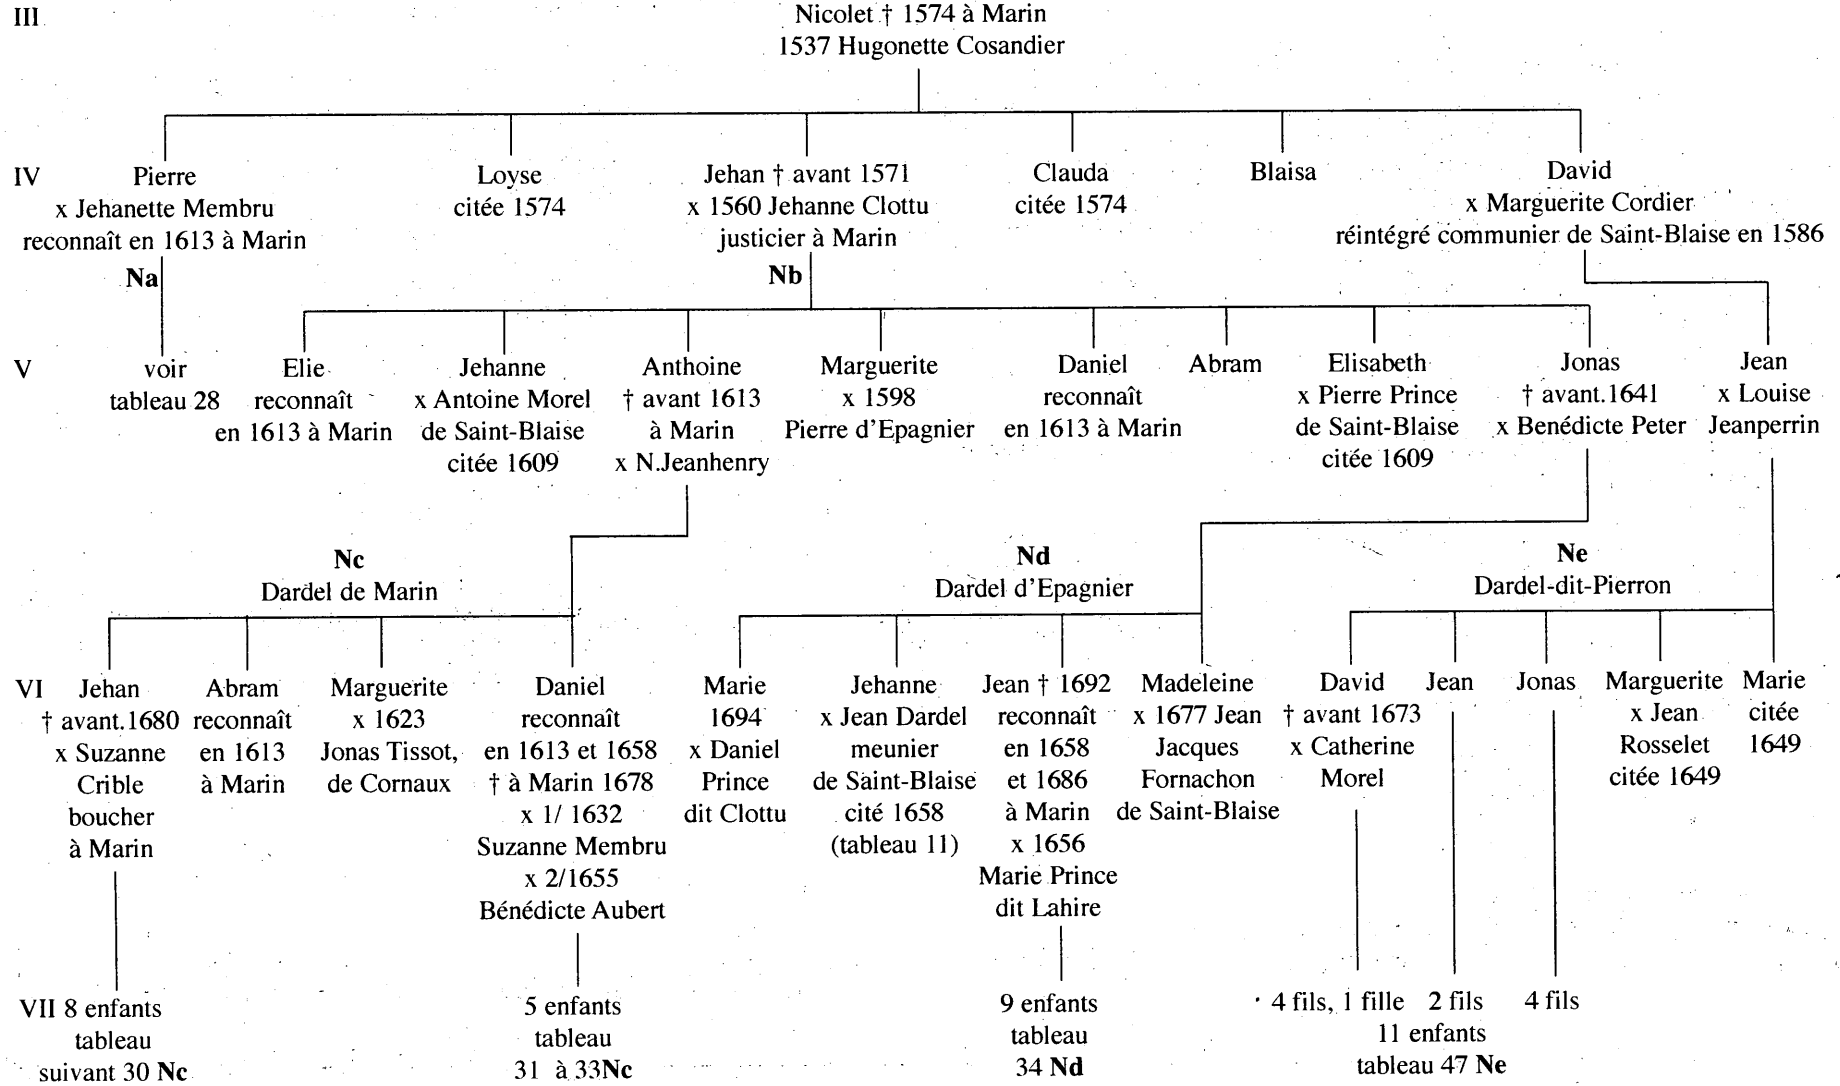 III
Nicolet † 1574 à Marin
1537 Hugonette Cosandier
IV
Pierre
x Jehanette Membru
reconnaît en 1613 à Marin
Na
Loyse
citée 1574
Jehan † avant 1571
x 1560 Jehanne Clottu
justicier à Marin
Nb
Clauda
citée 1574
Blaisa
David
x Marguerite Cordier
réintégré communier de Saint-Blaise en 1586
V
voir
tableau 28
Elie
reconnaît
en 1613 à Marin
Jehanne
x Antoine Morel
de Saint-Blaise
citée 1609
Anthoine
† avant 1613
à Marin
x N.Jeanhenry
Marguerite
x 1598
Pierre d'Epagnier
Daniel
reconnaît
en 1613 à Marin
Abram
Elisabeth
x Pierre Prince
de Saint-Blaise
citée 1609
Jonas
† avant.1641
x Benédicte Peter
Jean
x Louise
Jeanperrin
Nc
Dardel de Marin
Nd
Dardel d'Epagnier
Ne
Dardel-dit-Pierron
VI
Jehan
† avant.1680
x Suzanne
Crible
boucher
à Marin
Abram
reconnaît
en 1613
à Marin
Marguerite
x 1623
Jonas Tissot,
de Cornaux
Daniel
reconnaît
en 1613 et 1658
† à Marin 1678
x 1/ 1632
Suzanne Membru
x 2/1655
Bénédicte Aubert
Marie
1694
x Daniel
Prince
dit Clottu
Jehanne
x Jean Dardel
meunier
de Saint-Blaise
cité 1658
(tableau 11)
Jean † 1692
reconnaît
en 1658
et 1686
à Marin
x 1656
Marie Prince
dit Lahire
Madeleine
x 1677 Jean
Jacques
Fornachon
de Saint-Blaise
David
† avant 1673
x Catherine
Morel
Jean
Jonas
Marguerite
x Jean
Rosselet
citée 1649
Marie
citée
1649
VII 8 enfants
tableau
suivant 30 Nc
5 enfants
tableau
31 à 33Nc
9 enfants
tableau
34 Nd
4 fils, 1 fille 2 fils 4 fils
11 enfants
tableau 47 Ne